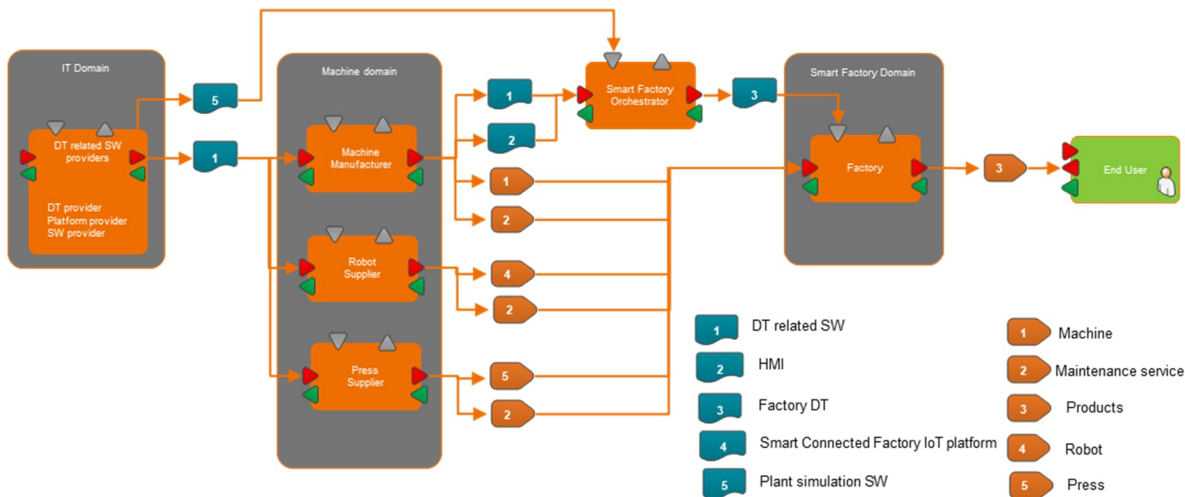 IT Domain
5
1
DT related SW
providers
DT provider
Platform provider
SW provider
Machine domain
Machine
Manufacturer
Robot
Supplier
Press
Supplier
1
2
1
2
4
2
5
2
Smart Factory
Orchestrator
3
Smart Factory Domain
Factory
3
End User
1 DT related SW
2 HMI
3 Factory DT
4 Smart Connected Factory IoT platform
5 Plant simulation SW
1 Machine
2 Maintenance service
3 Products
4 Robot
5 Press